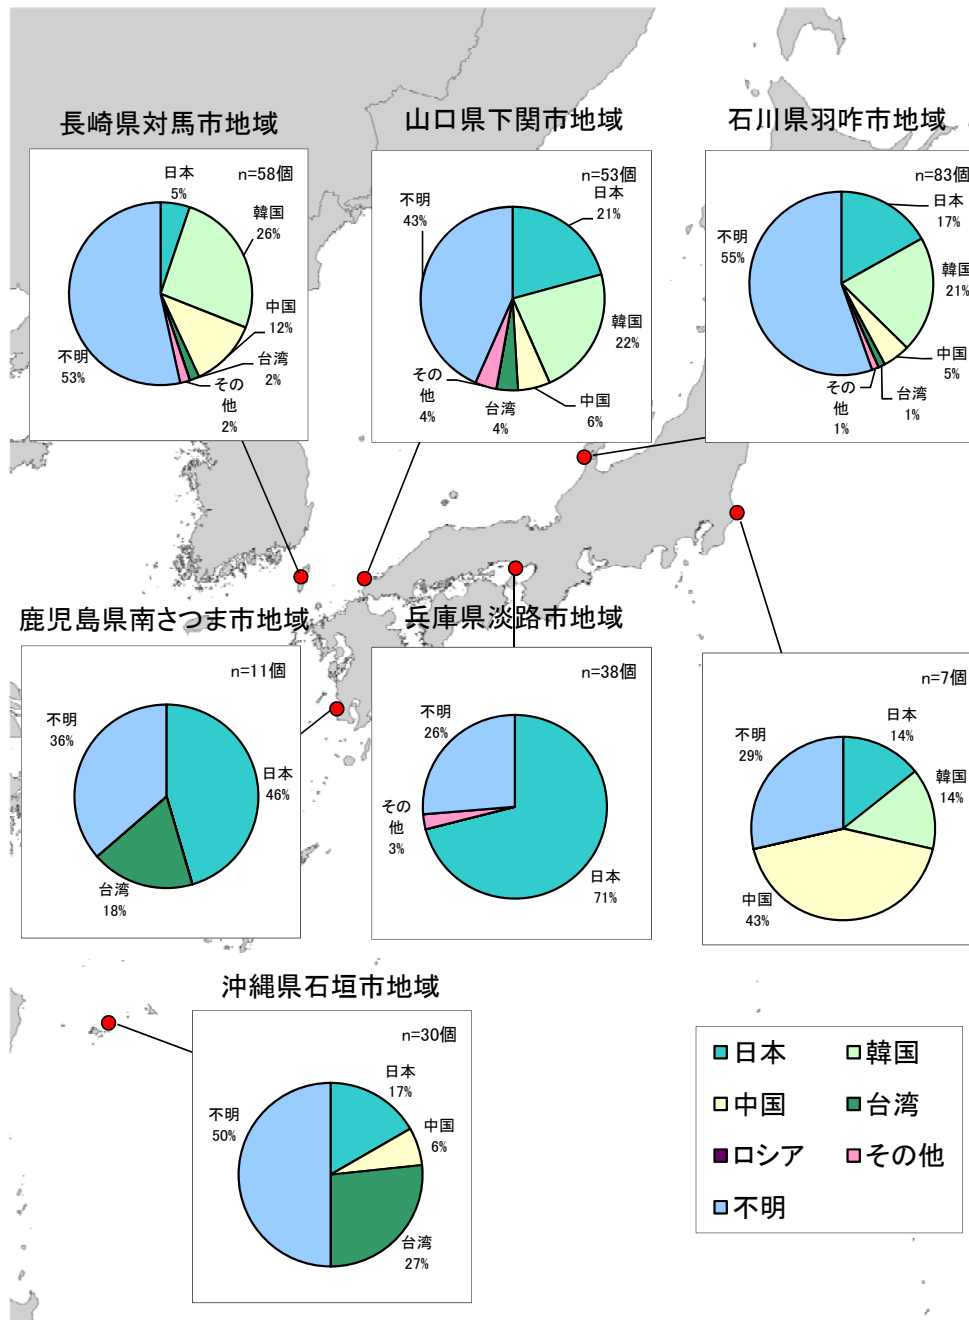 長崎県対馬市地域
n=58個
日本
5%
韓国
26%
中国
12%
台湾
2%
その
他
2%
不明
53%
山口県下関市地域
n=53個
日本
21%
韓国
22%
中国
6%
台湾
4%
その
他
4%
不明
43%
石川県羽咋市地域
n=83個
日本
17%
韓国
21%
中国
5%
台湾
1%
その
他
1%
不明
55%
鹿児島県南さつま市地域
n=11個
日本
46%
台湾
18%
不明
36%
兵庫県淡路市地域
n=38個
日本
71%
その
他
3%
不明
26%
n=7個
日本
14%
韓国
14%
中国
43%
不明
29%
沖縄県石垣市地域
n=30個
日本
17%
中国
6%
台湾
27%
不明
50%
日本
韓国
中国
台湾
ロシア
その他
不明